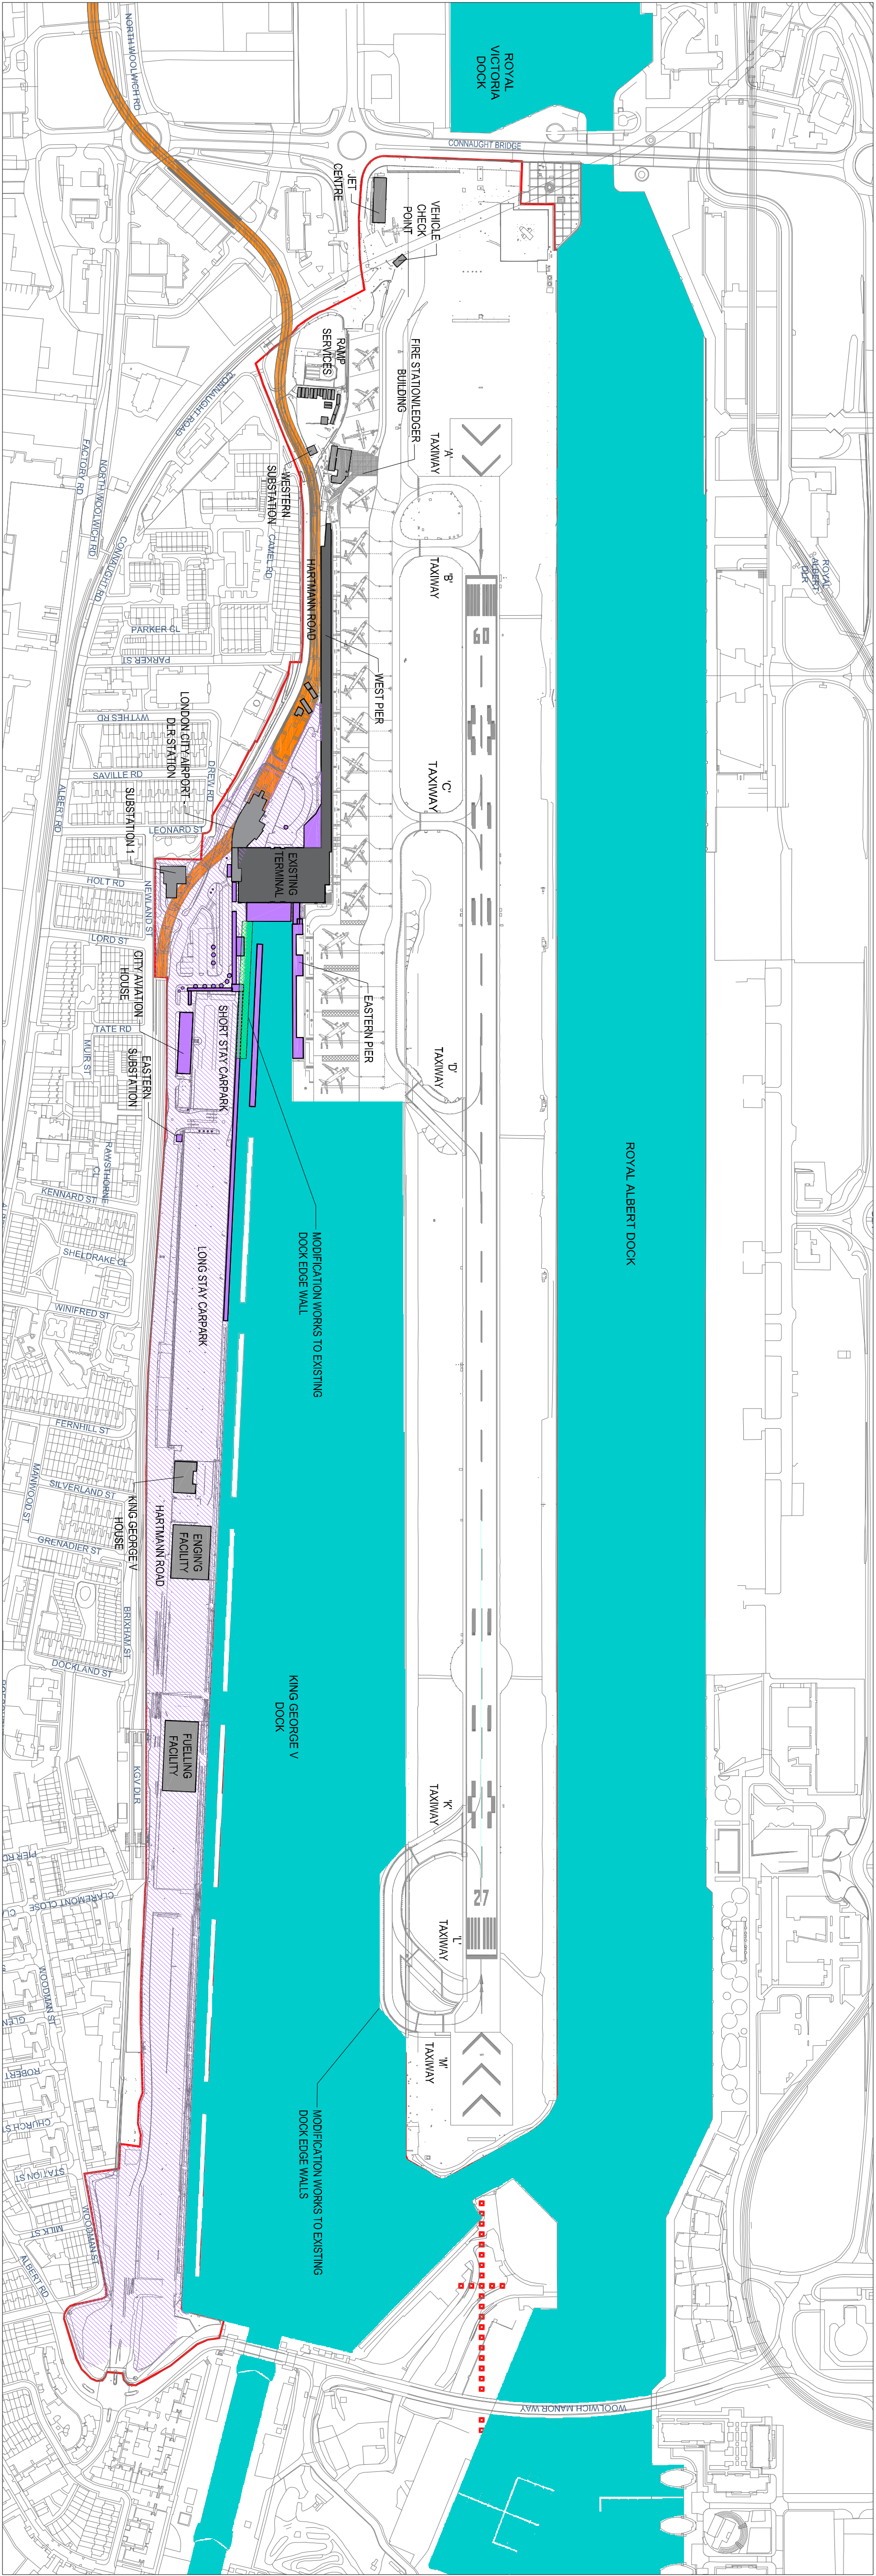 ROYAL
VICTORIA
DOCK
CONNAUGHT BRIDGE
NORTH WOOLWICH RD
JET
CENTRE
VEHICLE
CHECK
POINT
RAMP
SERVICES
FIRE STATION/LEDGER
BUILDING
'A'
TAXIWAY
CONNAUGHT ROAD
FACTORY RD
NORTH WOOLWICH RD
CONNAUGHT RD
WESTERN
SUBSTATION
CAMEL RD
HARTMANN ROAD
'B'
TAXIWAY
09
ROYAL
ALBERT
DLR
PARKER CL
PARKER ST
WEST PIER
WYTHES RD
LONDON CITY AIRPORT
DLR STATION
DREW RD
SAVILLE RD
'C'
TAXIWAY
ALBERT RD
SUBSTATION 1
LEONARD ST
EXISTING
TERMINAL
HOLT RD
NEWLAND ST
LORD ST
CITY AVIATION
HOUSE
TATE RD
MUIR ST
SHORT STAY CARPARK
EASTERN PIER
EASTERN
SUBSTATION
'D'
TAXIWAY
RAWSTHORNE
CL
KENNARD ST
SHELDRAKE CL
WINIFRED ST
LONG STAY CARPARK
MODIFICATION WORKS TO EXISTING
DOCK EDGE WALL
ROYAL ALBERT DOCK
FERNHILL ST
MANWOOD ST
SILVERLAND ST
KING GEORGE V
HOUSE
GRENADIER ST
HARTMANN ROAD
ENGIN'G
FACILITY
BRIXHAM ST
DOCKLAND ST
KING GEORGE V
DOCK
FUELLING
FACILITY
KGV DLR
'K'
TAXIWAY
27
PIER RD
CLAREMONT CLOSE
'L'
TAXIWAY
WOODMAN ST
GLEN
ROBERT
'M'
TAXIWAY
CHURCH ST
STATION ST
MILK ST
WOODMAN ST
ALBERT RD
MODIFICATION WORKS TO EXISTING
DOCK EDGE WALLS
WOOLWICH MANOR WAY